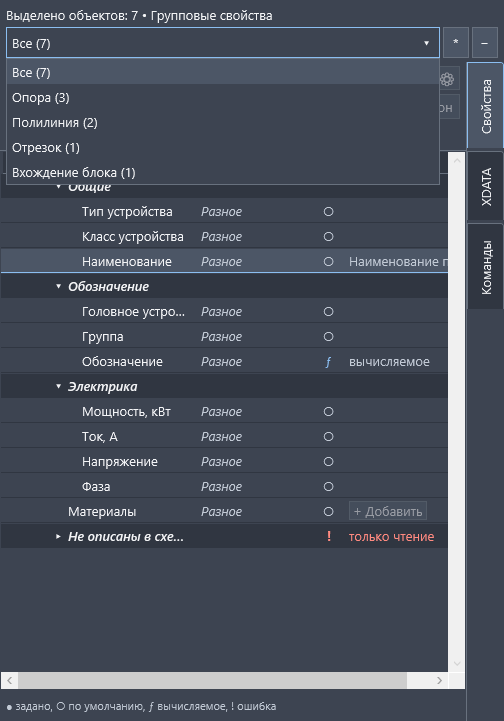 Выделено объектов: 7 • Групповые свойства
Все (7)
*
–
Все (7)
Опора (3)
Полилиния (2)
Отрезок (1)
Вхождение блока (1)
он
Свойства
XDATA
Команды
Общие
Тип устройства Разное
Класс устройства Разное
Наименование Разное Наименование п
Обозначение
Головное устро... Разное
Группа Разное
Обозначение Разное ƒ вычисляемое
Электрика
Мощность, кВт Разное
Ток, А Разное
Напряжение Разное
Фаза Разное
Материалы Разное + Добавить
Не описаны в схе... ! только чтение
● задано, ○ по умолчанию, ƒ вычисляемое, ! ошибка